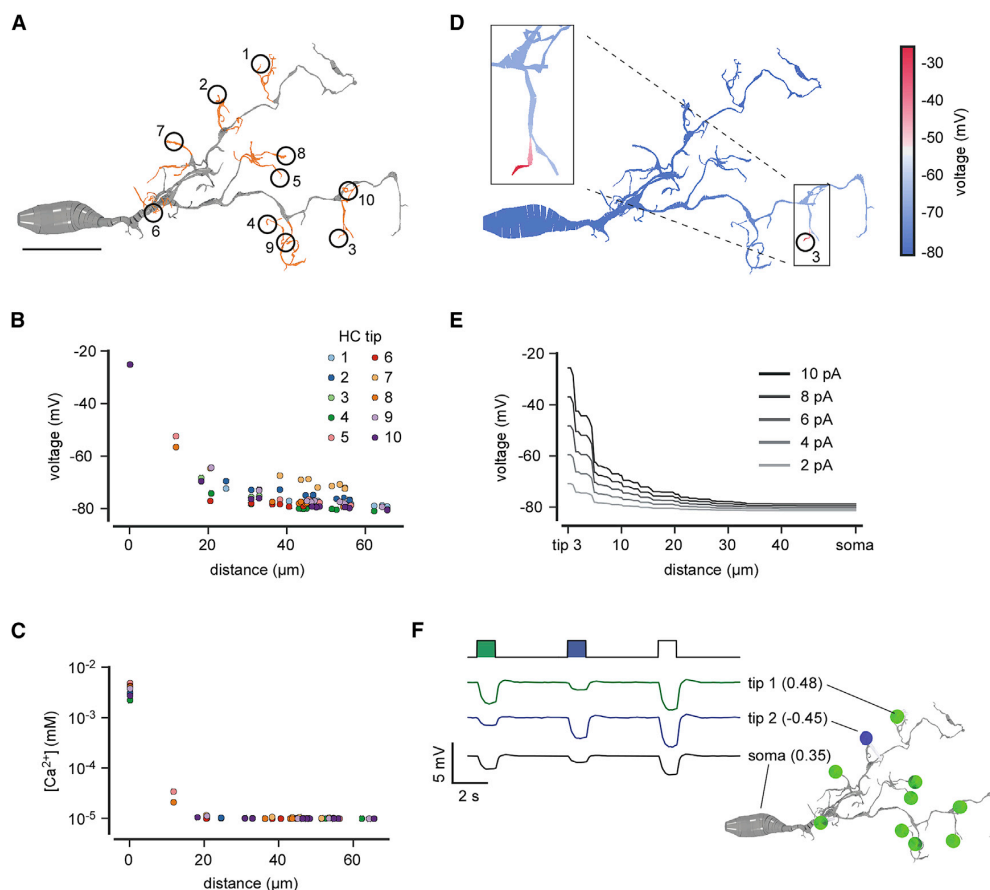 A
1
2
7
8
5
10
6
4
9
3
D
3
-30
-40
-50
-60
-70
-80
voltage (mV)
B
HC tip
1 6
2 7
3 8
4 9
5 10
-20
-40
-60
-80
voltage (mV)
0 20 40 60
distance (µm)
E
-20
-40
-60
-80
voltage (mV)
10 pA
8 pA
6 pA
4 pA
2 pA
tip 3 10 20 30 40 soma
distance (µm)
C
10-2
10-3
10-4
10-5
[Ca2+] (mM)
0 20 40 60
distance (µm)
F
tip 1 (0.48)
tip 2 (-0.45)
soma (0.35)
5 mV
2 s